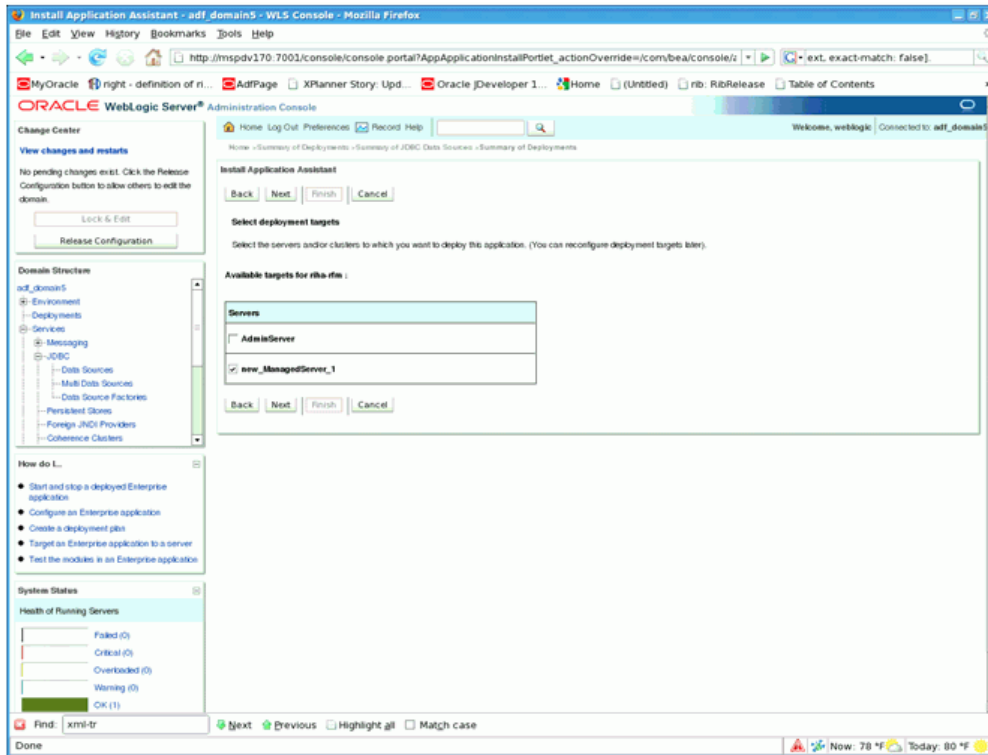 Install Application Assistant - adf_domain5 - WLS Console - Mozilla Firefox
File Edit View History Bookmarks Tools Help
http://mspdv170:7001/console/console.portal?AppApplicationInstallPortlet_actionOverride=/com/bea/console/a
ext, exact-match: false].
MyOracle right - definition of ri... AdfPage XPlanner Story: Upd... Oracle JDeveloper 1... Home (Untitled) rib: RibRelease Table of Contents
ORACLE WebLogic Server® Administration Console
Change Center
View changes and restarts
No pending changes exist. Click the Release
Configuration button to allow others to edit the
domain.
Lock & Edit
Release Configuration
Domain Structure
adf_domain5
Environment
Deployments
Services
Messaging
JDBC
Data Sources
Multi Data Sources
Data Source Factories
Persistent Stores
Foreign JNDI Providers
Coherence Clusters
How do I...
Start and stop a deployed Enterprise
application
Configure an Enterprise application
Create a deployment plan
Target an Enterprise application to a server
Test the modules in an Enterprise application
System Status
Health of Running Servers
Failed (0)
Critical (0)
Overloaded (0)
Warning (0)
OK (1)
Home Log Out Preferences Record Help
Welcome, weblogic Connected to: adf_domain5
Home >Summary of Deployments >Summary of JDBC Data Sources >Summary of Deployments
Install Application Assistant
Back Next Finish Cancel
Select deployment targets
Select the servers and/or clusters to which you want to deploy this application. (You can reconfigure deployment targets later).
Available targets for riha-rfm :
Servers
AdminServer
new_ManagedServer_1
Back Next Finish Cancel
Find: xml-tr Next Previous Highlight all Match case
Done
Now: 78 °F Today: 80 °F